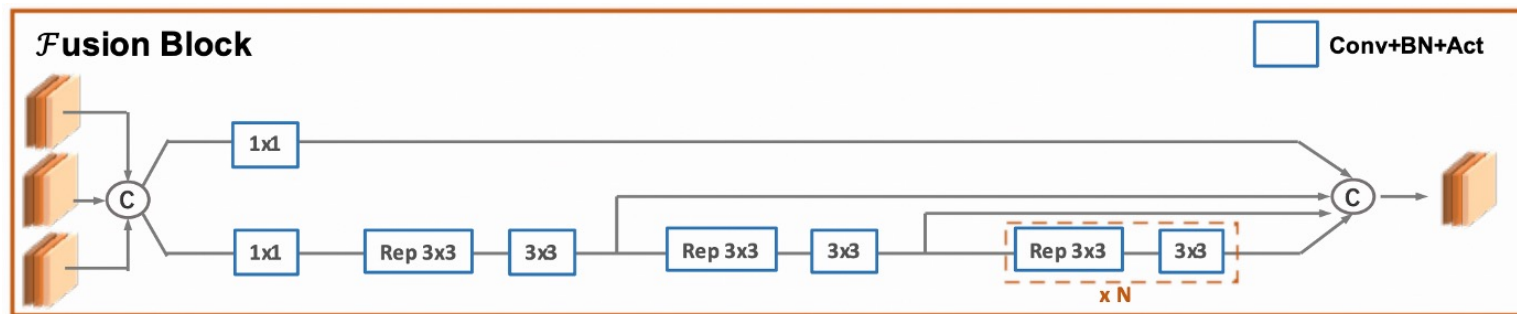 ℱusion Block
Conv+BN+Act
1x1
C
C
1x1
Rep 3x3
3x3
Rep 3x3
3x3
Rep 3x3
3x3
x N